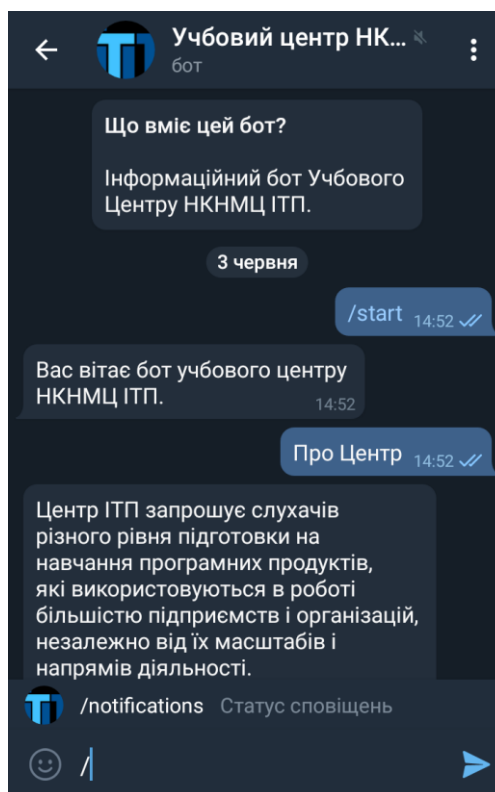 Учбовий центр НК...
бот
Що вміє цей бот?
Інформаційний бот Учбового
Центру НКНМЦ ІТП.
3 червня
/start 14:52
Вас вітає бот учбового центру
НКНМЦ ІТП. 14:52
Про Центр 14:52
Центр ІТП запрошує слухачів
різного рівня підготовки на
навчання програмних продуктів,
які використовуються в роботі
більшістю підприємств і організацій,
незалежно від їх масштабів і
напрямів діяльності.
/notifications Статус сповіщень
/